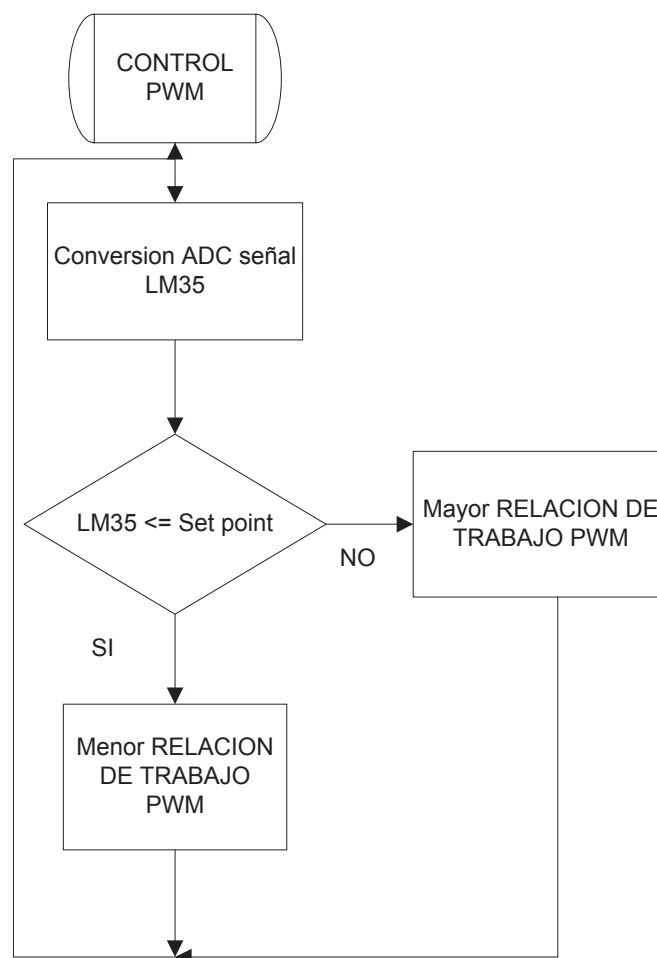 CONTROL
PWM
Conversion ADC señal
LM35
LM35 <= Set point
NO
Mayor RELACION DE
TRABAJO PWM
SI
Menor RELACION
DE TRABAJO
PWM